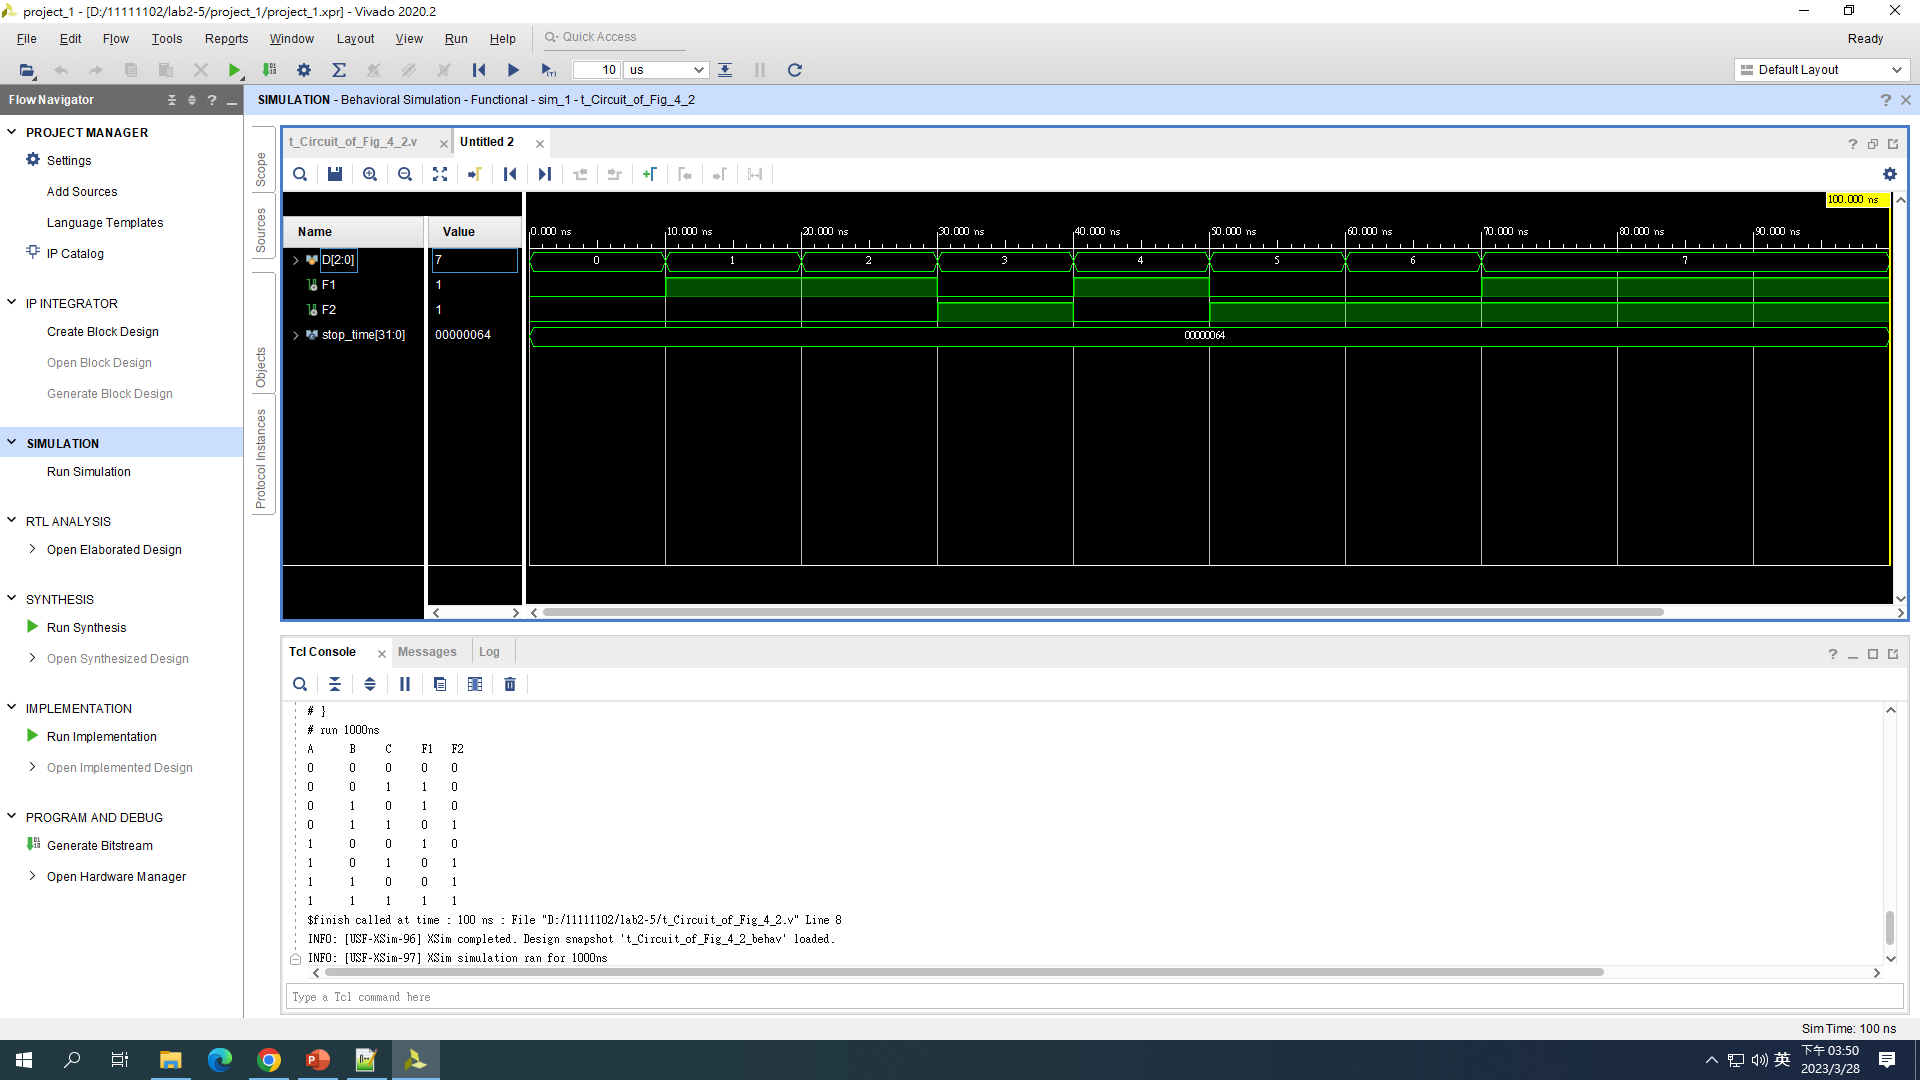 project_1 - [D:/11111102/lab2-5/project_1/project_1.xpr] - Vivado 2020.2
File Edit Flow Tools Reports Window Layout View Run Help Quick Access Ready
10 us Default Layout
Flow Navigator
SIMULATION - Behavioral Simulation - Functional - sim_1 - t_Circuit_of_Fig_4_2
PROJECT MANAGER
Settings
Add Sources
Language Templates
IP Catalog
IP INTEGRATOR
Create Block Design
Open Block Design
Generate Block Design
SIMULATION
Run Simulation
RTL ANALYSIS
Open Elaborated Design
SYNTHESIS
Run Synthesis
Open Synthesized Design
IMPLEMENTATION
Run Implementation
Open Implemented Design
PROGRAM AND DEBUG
Generate Bitstream
Open Hardware Manager
Scope
Sources
Objects
Protocol Instances
t_Circuit_of_Fig_4_2.v Untitled 2
100.000 ns
Name Value
0.000 ns 10.000 ns 20.000 ns 30.000 ns 40.000 ns 50.000 ns 60.000 ns 70.000 ns 80.000 ns 90.000 ns
D[2:0] 7 0 1 2 3 4 5 6 7
F1 1
F2 1
stop_time[31:0] 00000064 00000064
Tcl Console Messages Log
# }
# run 1000ns
A B C F1 F2
0 0 0 0 0
0 0 1 1 0
0 1 0 1 0
0 1 1 0 1
1 0 0 1 0
1 0 1 0 1
1 1 0 0 1
1 1 1 1 1
$finish called at time : 100 ns : File "D:/11111102/lab2-5/t_Circuit_of_Fig_4_2.v" Line 8
INFO: [USF-XSim-96] XSim completed. Design snapshot 't_Circuit_of_Fig_4_2_behav' loaded.
INFO: [USF-XSim-97] XSim simulation ran for 1000ns
Type a Tcl command here
Sim Time: 100 ns
英
下午 03:50
2023/3/28